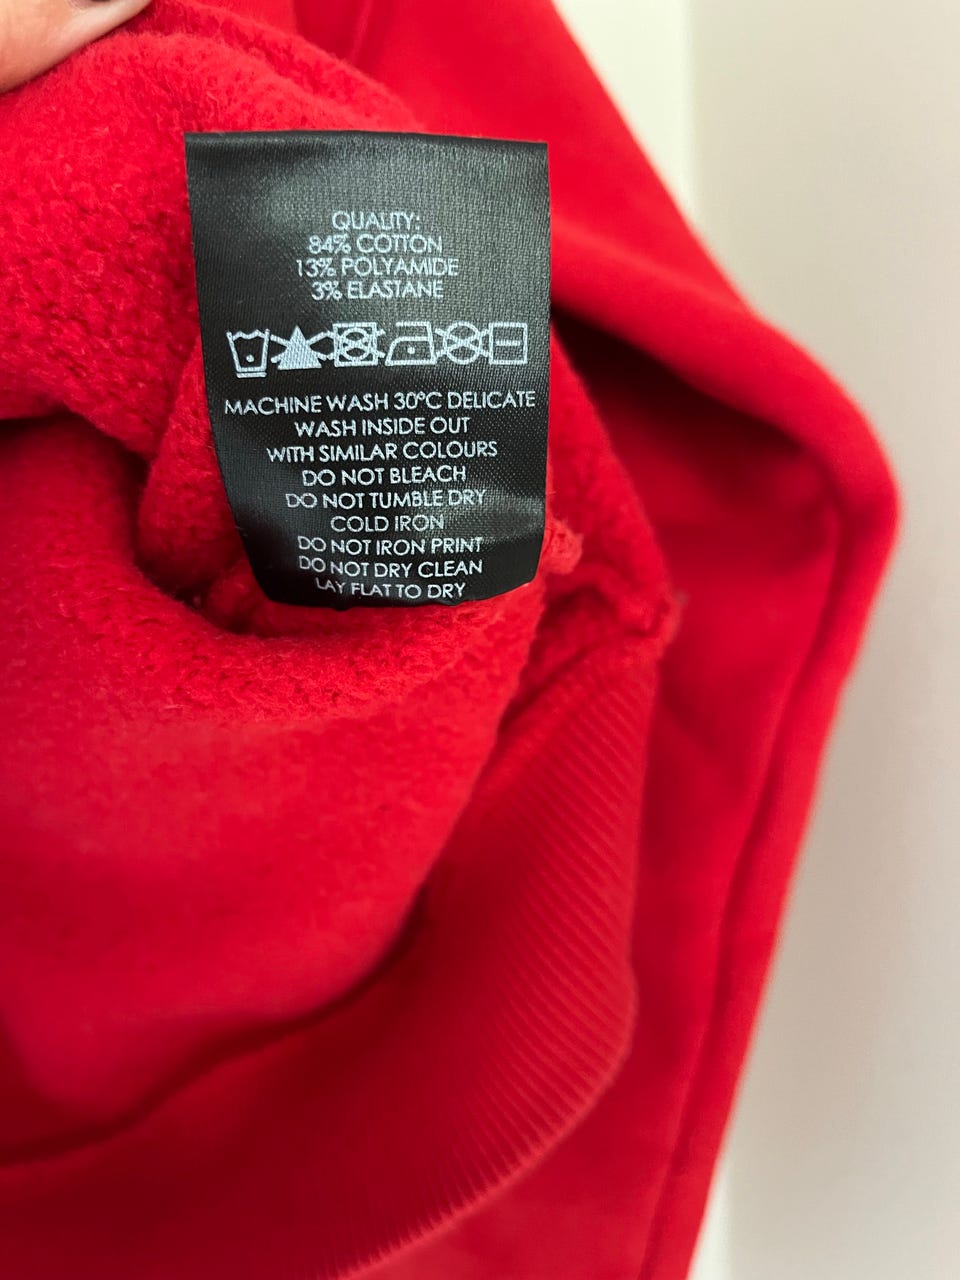 QUALITY:
84% COTTON
13% POLYAMIDE
3% ELASTANE
MACHINE WASH 30°C DELICATE
WASH INSIDE OUT
WITH SIMILAR COLOURS
DO NOT BLEACH
DO NOT TUMBLE DRY
COLD IRON
DO NOT IRON PRINT
DO NOT DRY CLEAN
LAY FLAT TO DRY